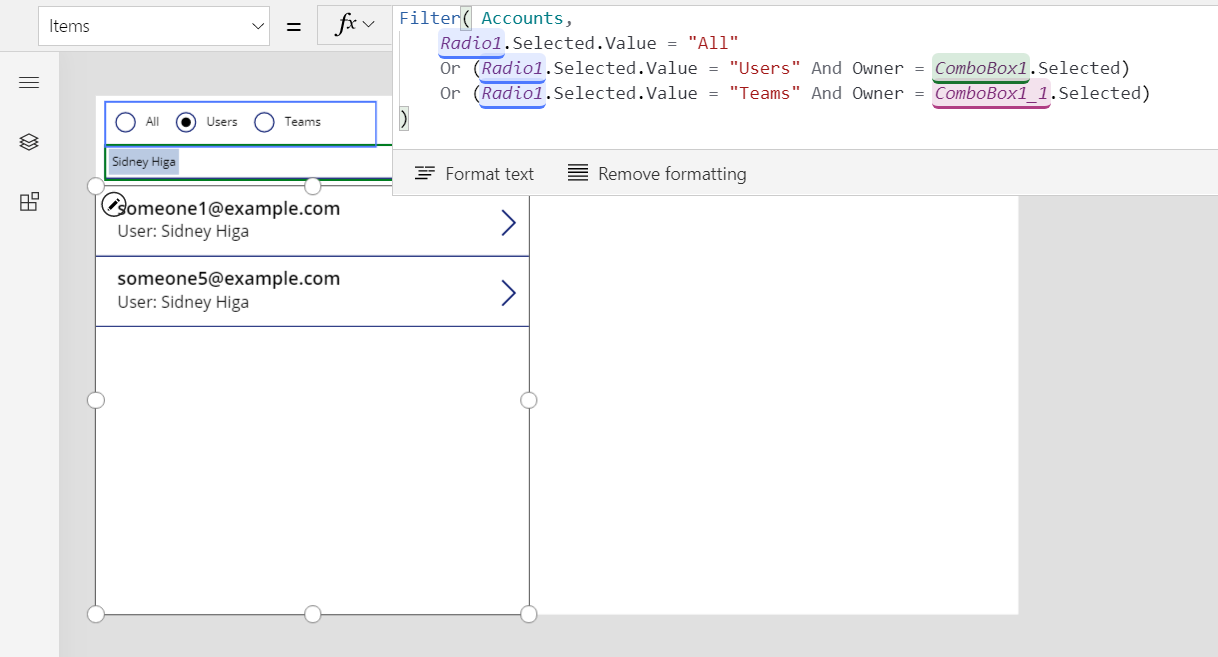 Items = fx Filter( Accounts,
Radio1.Selected.Value = "All"
Or (Radio1.Selected.Value = "Users" And Owner = ComboBox1.Selected)
Or (Radio1.Selected.Value = "Teams" And Owner = ComboBox1_1.Selected)
)
Format text Remove formatting
All Users Teams
Sidney Higa
someone1@example.com
User: Sidney Higa
someone5@example.com
User: Sidney Higa